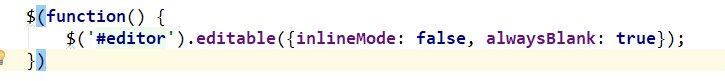 $(function() {
    $('#editor').editable({inlineMode: false, alwaysBlank: true});
})